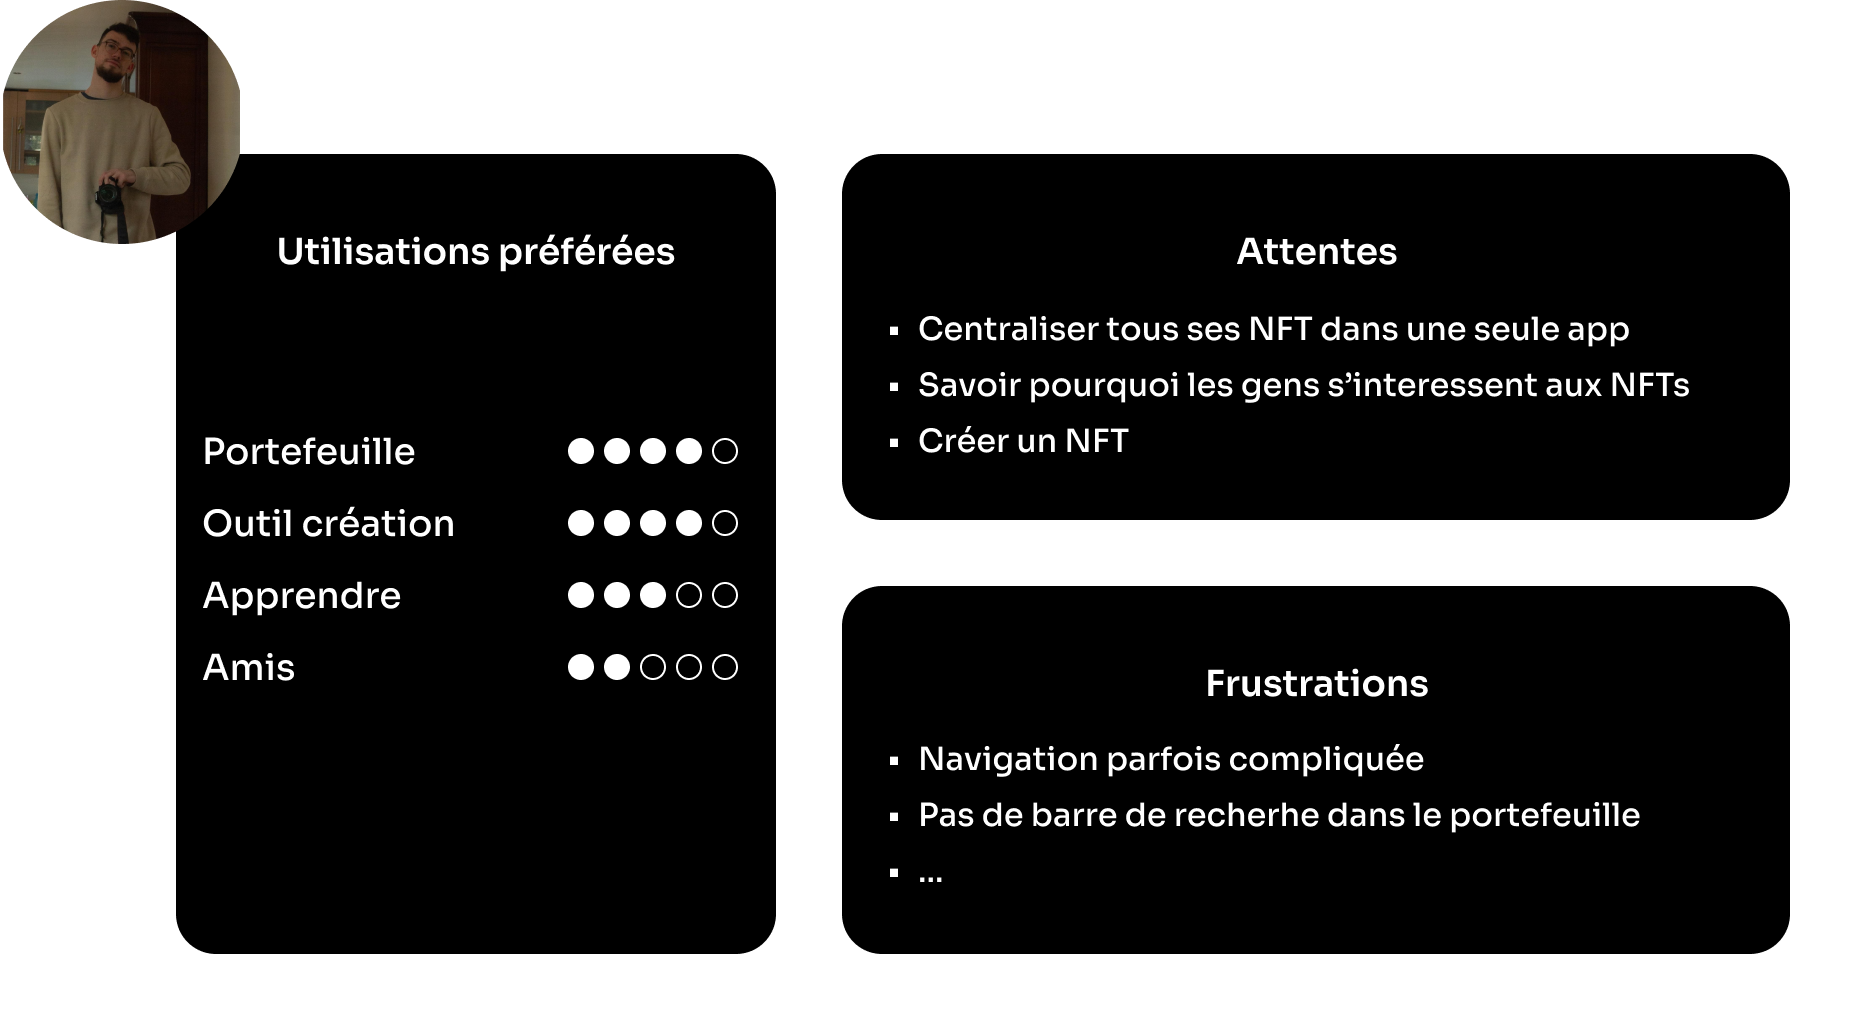 Utilisations préférées
Portefeuille
Outil création
Apprendre
Amis
Attentes
▪ Centraliser tous ses NFT dans une seule app
▪ Savoir pourquoi les gens s’interessent aux NFTs
▪ Créer un NFT
Frustrations
▪ Navigation parfois compliquée
▪ Pas de barre de recherhe dans le portefeuille
▪ ...